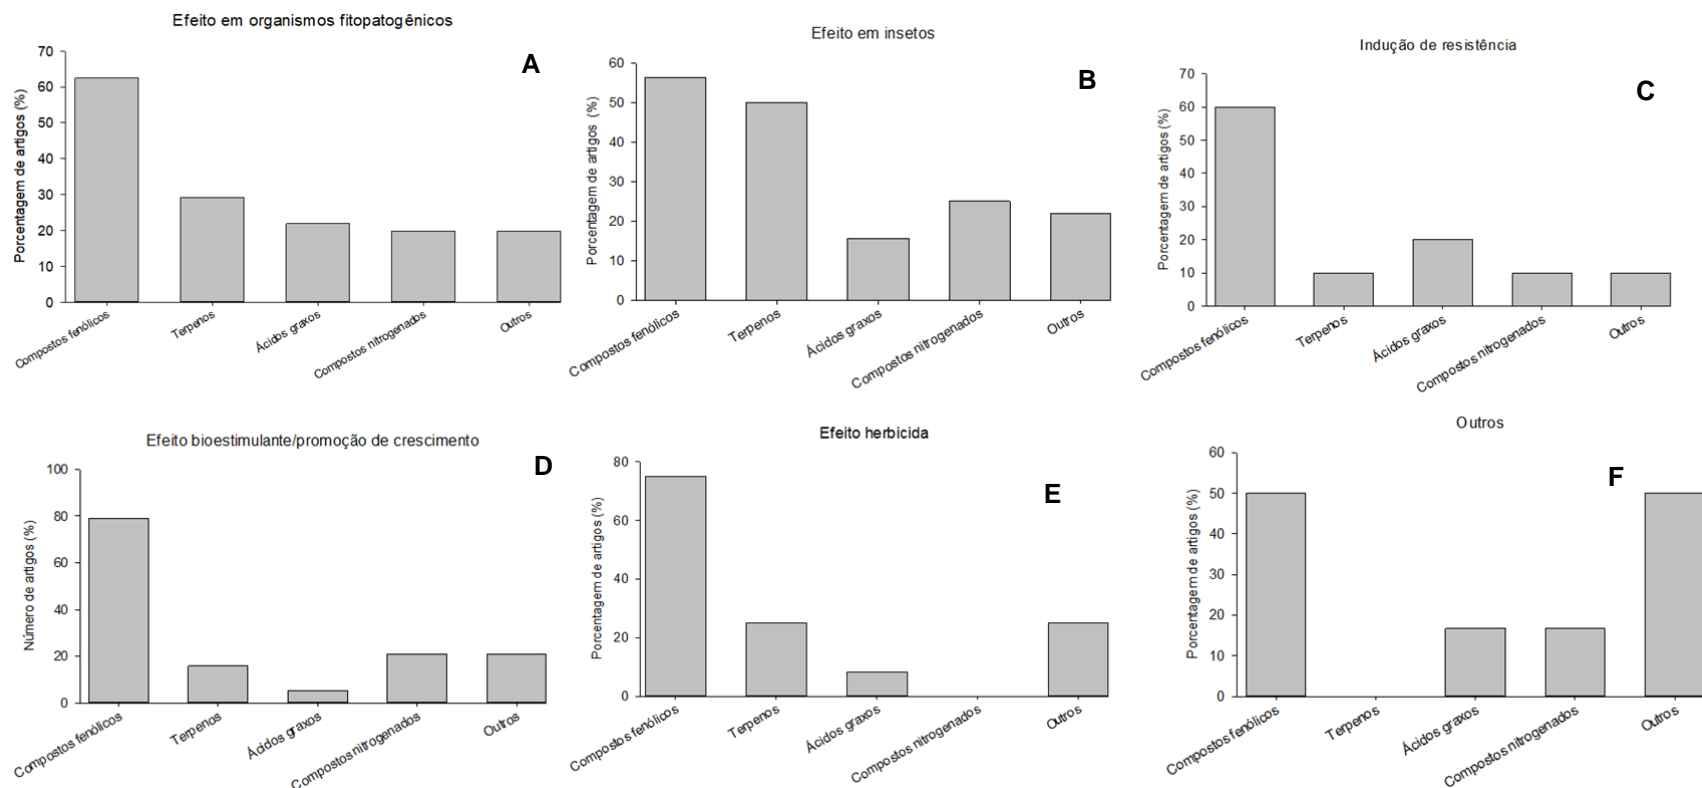 Efeito em organismos fitopatogênicos
A
Porcentagem de artigos (%)
70
60
50
40
30
20
10
0
Compostos fenólicos
Terpenos
Ácidos graxos
Compostos nitrogenados
Outros
Efeito em insetos
B
Porcentagem de artigos (%)
60
50
40
30
20
10
0
Compostos fenólicos
Terpenos
Ácidos graxos
Compostos nitrogenados
Outros
Indução de resistência
C
Porcentagem de artigos (%)
70
60
50
40
30
20
10
0
Compostos fenólicos
Terpenos
Ácidos graxos
Compostos nitrogenados
Outros
Efeito bioestimulante/promoção de crescimento
D
Número de artigos (%)
100
80
60
40
20
0
Compostos fenólicos
Terpenos
Ácidos graxos
Compostos nitrogenados
Outros
Efeito herbicida
E
Porcentagem de artigos (%)
80
60
40
20
0
Compostos fenólicos
Terpenos
Ácidos graxos
Compostos nitrogenados
Outros
Outros
F
Porcentagem de artigos (%)
60
50
40
30
20
10
0
Compostos fenólicos
Terpenos
Ácidos graxos
Compostos nitrogenados
Outros